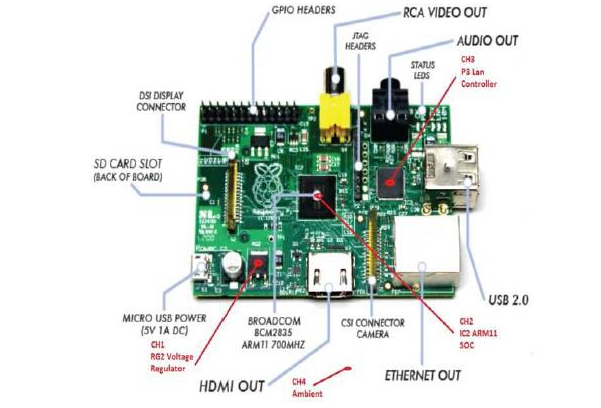 GPIO HEADERS
RCA VIDEO OUT
JTAG
HEADERS
AUDIO OUT
CH3
P3 Lan
Controller
STATUS
LEDS
DSI DISPLAY
CONNECTOR
SD CARD SLOT
(BACK OF BOARD)
MICRO USB POWER
(5V 1A DC)
CH1
RG2 Voltage
Regulator
BROADCOM
BCM2835
ARM11 700MHZ
HDMI OUT
CH4
Ambient
CSI CONNECTOR
CAMERA
CH2
IC2 ARM11
SOC
USB 2.0
ETHERNET OUT